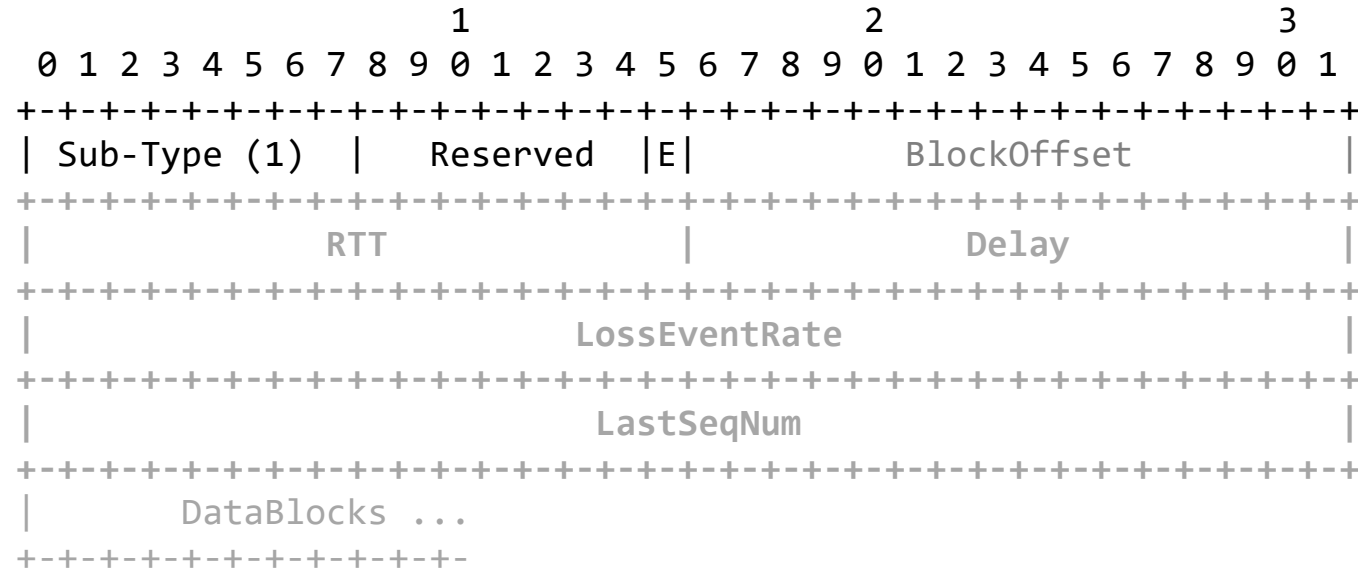 1                   2                   3
 0 1 2 3 4 5 6 7 8 9 0 1 2 3 4 5 6 7 8 9 0 1 2 3 4 5 6 7 8 9 0 1
+-+-+-+-+-+-+-+-+-+-+-+-+-+-+-+-+-+-+-+-+-+-+-+-+-+-+-+-+-+-+-+-+
| Sub-Type (1)  |   Reserved  |E|          BlockOffset          |
+-+-+-+-+-+-+-+-+-+-+-+-+-+-+-+-+-+-+-+-+-+-+-+-+-+-+-+-+-+-+-+-+
|              RTT              |             Delay             |
+-+-+-+-+-+-+-+-+-+-+-+-+-+-+-+-+-+-+-+-+-+-+-+-+-+-+-+-+-+-+-+-+
|                          LossEventRate                        |
+-+-+-+-+-+-+-+-+-+-+-+-+-+-+-+-+-+-+-+-+-+-+-+-+-+-+-+-+-+-+-+-+
|                           LastSeqNum                          |
+-+-+-+-+-+-+-+-+-+-+-+-+-+-+-+-+-+-+-+-+-+-+-+-+-+-+-+-+-+-+-+-+
|       DataBlocks ...
+-+-+-+-+-+-+-+-+-+-+-